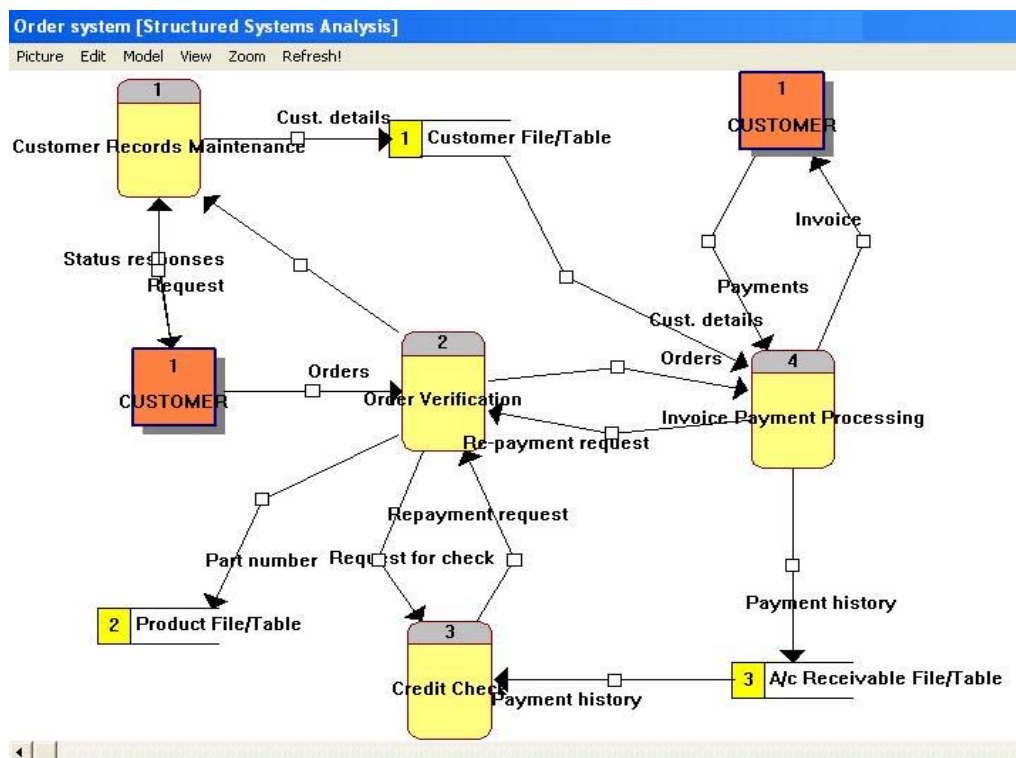 Order system [Structured Systems Analysis]
Picture Edit Model View Zoom Refresh!
1
Customer Records Maintenance
Cust. details
1 Customer File/Table
1
CUSTOMER
Invoice
Status responses
Request
Payments
Cust. details
1
CUSTOMER
Orders
2
Order Verification
Orders
4
Invoice Payment Processing
Re-payment request
Repayment request
Request for check
Part number
2 Product File/Table
3
Credit Check
Payment history
Payment history
3 A/c Receivable File/Table